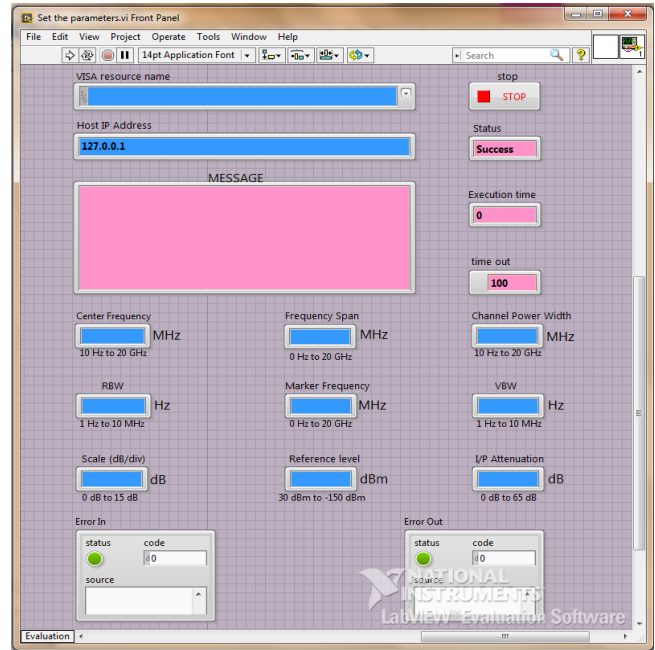 Set the parameters.vi Front Panel
File Edit View Project Operate Tools Window Help
14pt Application Font
Search
1
VISA resource name
stop
STOP
Host IP Address
127.0.0.1
Status
Success
MESSAGE
Execution time
0
time out
100
Center Frequency
Frequency Span
Channel Power Width
MHz
MHz
MHz
10 Hz to 20 GHz
0 Hz to 20 GHz
10 Hz to 20 GHz
RBW
Marker Frequency
VBW
Hz
MHz
Hz
1 Hz to 10 MHz
0 Hz to 20 GHz
1 Hz to 10 MHz
Scale (dB/div)
Reference level
I/P Attenuation
dB
dBm
dB
0 dB to 15 dB
30 dBm to -150 dBm
0 dB to 65 dB
Error In
Error Out
status code
d 0
source
status code
d 0
source
NATIONAL
INSTRUMENTS
LabVIEW™ Evaluation Software
Evaluation